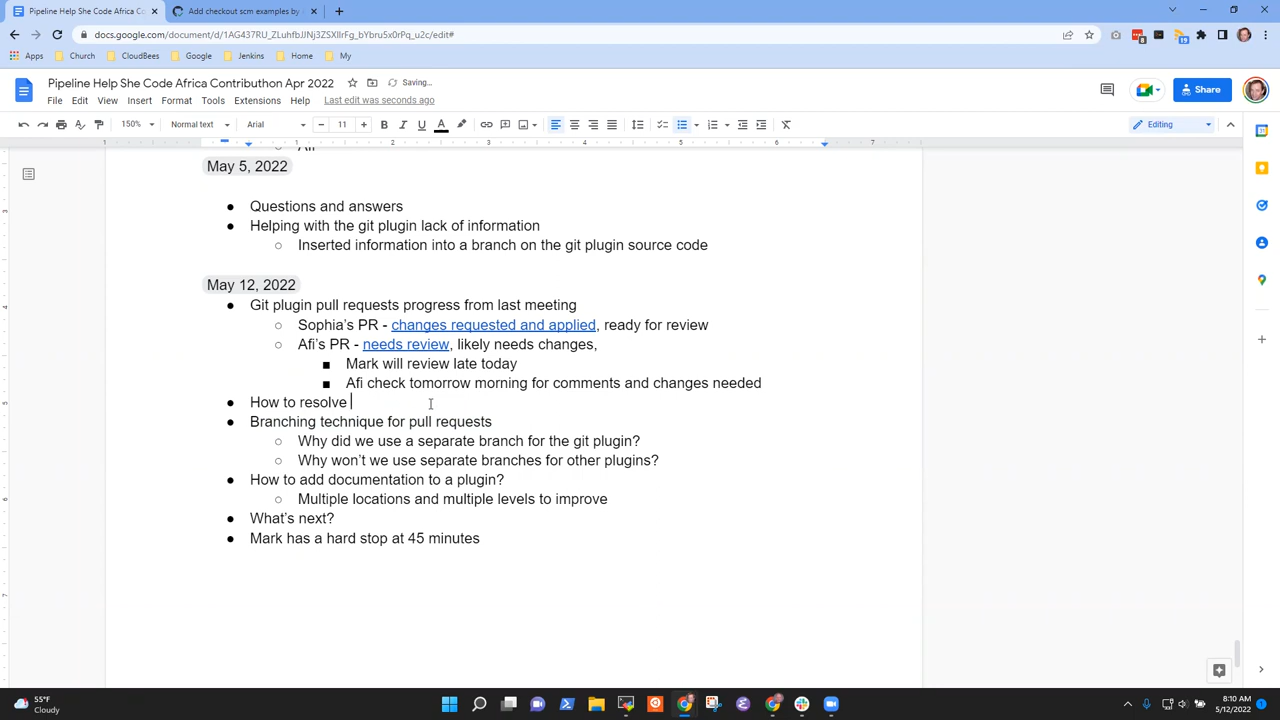 Pipeline Help She Code Africa Co
Add checkout scm examples by
docs.google.com/document/d/1AG437RU_ZLuhfbJJNj3ZSXlIrFg_bYbru5x0rPq_u2c/edit#
Apps
Church
CloudBees
Google
Jenkins
Home
My
Pipeline Help She Code Africa Contributhon Apr 2022
Saving...
File
Edit
View
Insert
Format
Tools
Extensions
Help
Last edit was seconds ago
Share
150%
Normal text
Arial
11
Editing
1
1
2
3
4
5
6
7
May 5, 2022
● Questions and answers
● Helping with the git plugin lack of information
○ Inserted information into a branch on the git plugin source code
May 12, 2022
● Git plugin pull requests progress from last meeting
○ Sophia's PR - changes requested and applied, ready for review
○ Afi's PR - needs review, likely needs changes,
■ Mark will review late today
■ Afi check tomorrow morning for comments and changes needed
● How to resolve
● Branching technique for pull requests
○ Why did we use a separate branch for the git plugin?
○ Why won't we use separate branches for other plugins?
● How to add documentation to a plugin?
○ Multiple locations and multiple levels to improve
● What's next?
● Mark has a hard stop at 45 minutes
55°F
Cloudy
8:10 AM
5/12/2022